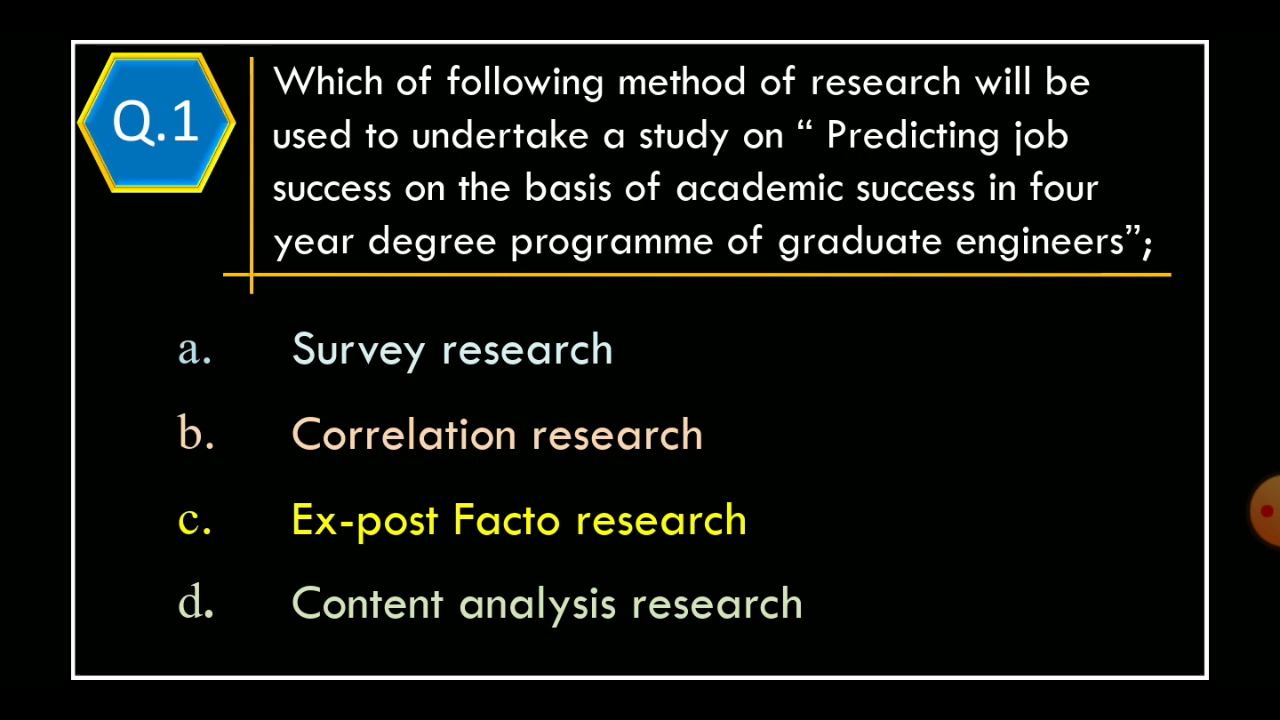 Q.1
Which of following method of research will be
used to undertake a study on “ Predicting job
success on the basis of academic success in four
year degree programme of graduate engineers”;
a. Survey research
b. Correlation research
c. Ex-post Facto research
d. Content analysis research